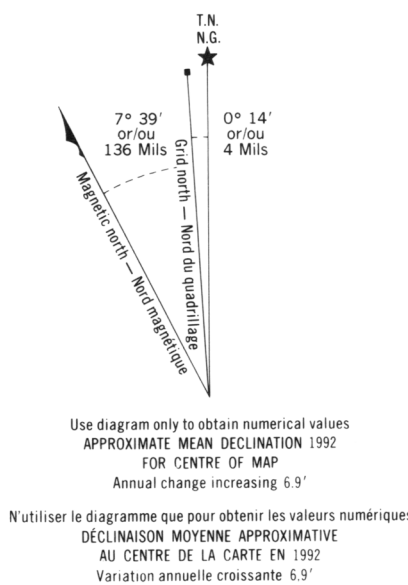 T.N.
N.G.
7° 39′
or/ou
136 Mils
0° 14′
or/ou
4 Mils
Grid north — Nord du quadrillage
Magnetic north — Nord magnétique
Use diagram only to obtain numerical values
APPROXIMATE MEAN DECLINATION 1992
FOR CENTRE OF MAP
Annual change increasing 6.9′
N'utiliser le diagramme que pour obtenir les valeurs numériques
DÉCLINAISON MOYENNE APPROXIMATIVE
AU CENTRE DE LA CARTE EN 1992
Variation annuelle croissante 6.9′